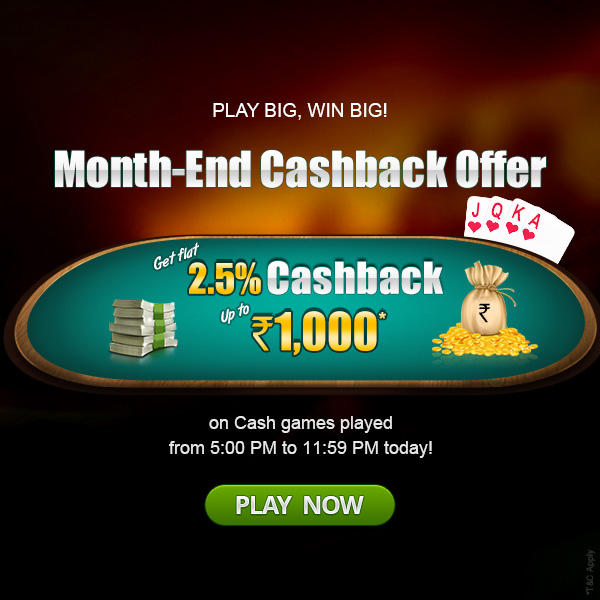 PLAY BIG, WIN BIG!
Month-End Cashback Offer
J Q K A
Get flat
2.5% Cashback
Up to
₹1,000*
₹
on Cash games played
from 5:00 PM to 11:59 PM today!
PLAY NOW
*T&C Apply